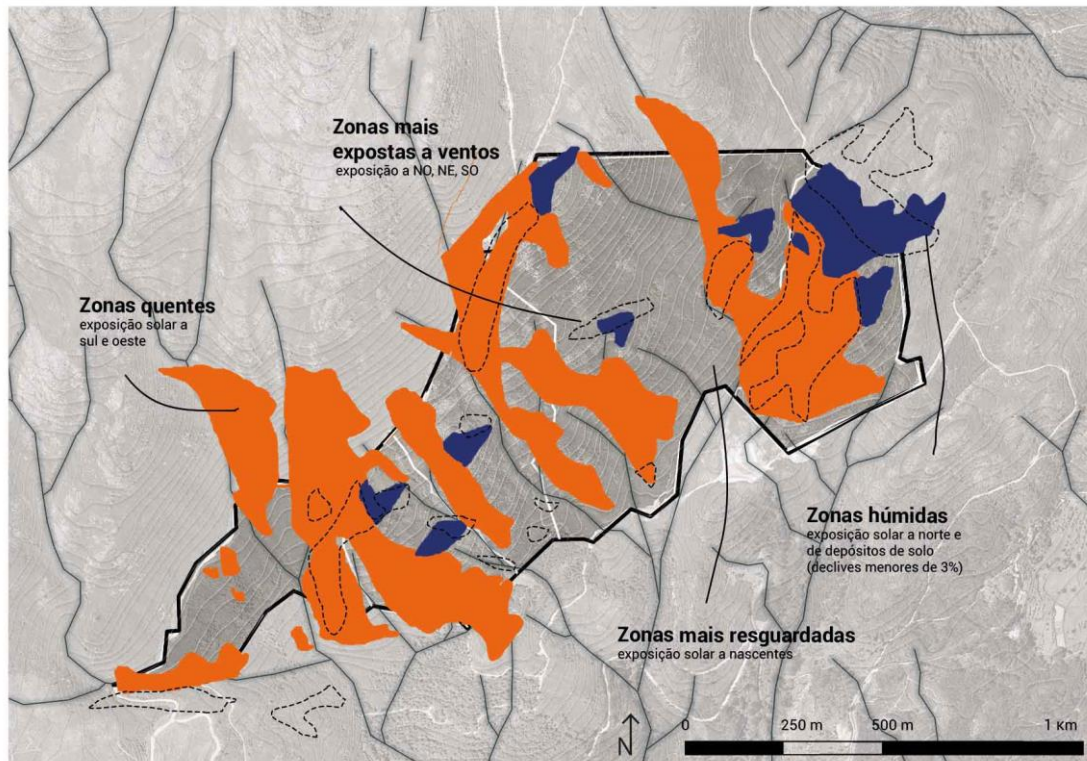 Zonas mais
expostas a ventos
exposição a NO, NE, SO
Zonas quentes
exposição solar a
sul e oeste
Zonas húmidas
exposição solar a norte e
de depósitos de solo
(declives menores de 3%)
Zonas mais resguardadas
exposição solar a nascentes
N
0 250 m 500 m 1 Km